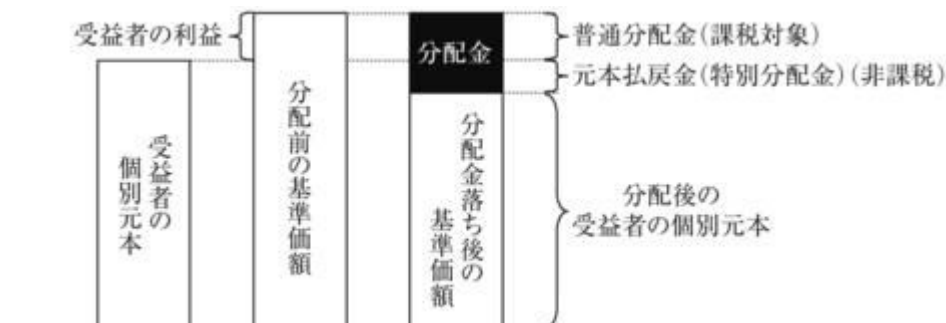 受益者の利益
分配金
普通分配金(課税対象)
元本払戻金(特別分配金)(非課税)
受益者の
個別元本
分配前の基準価額
分配金落ち後の
基準価額
分配後の
受益者の個別元本